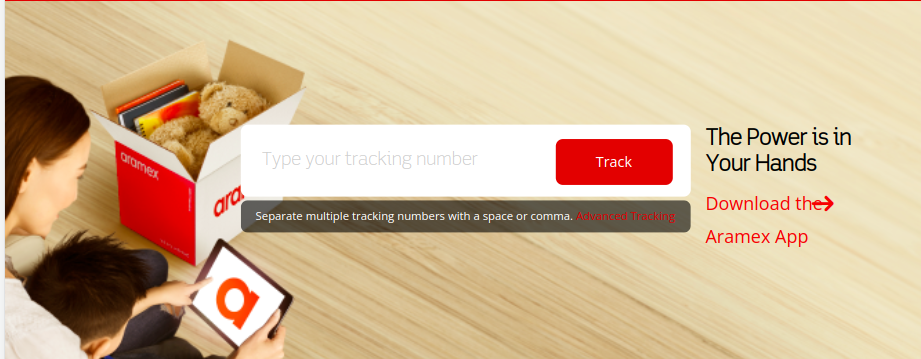 aramex
ara
Type your tracking number
Track
Separate multiple tracking numbers with a space or comma. Advanced Tracking
The Power is in
Your Hands
Download the
Aramex App